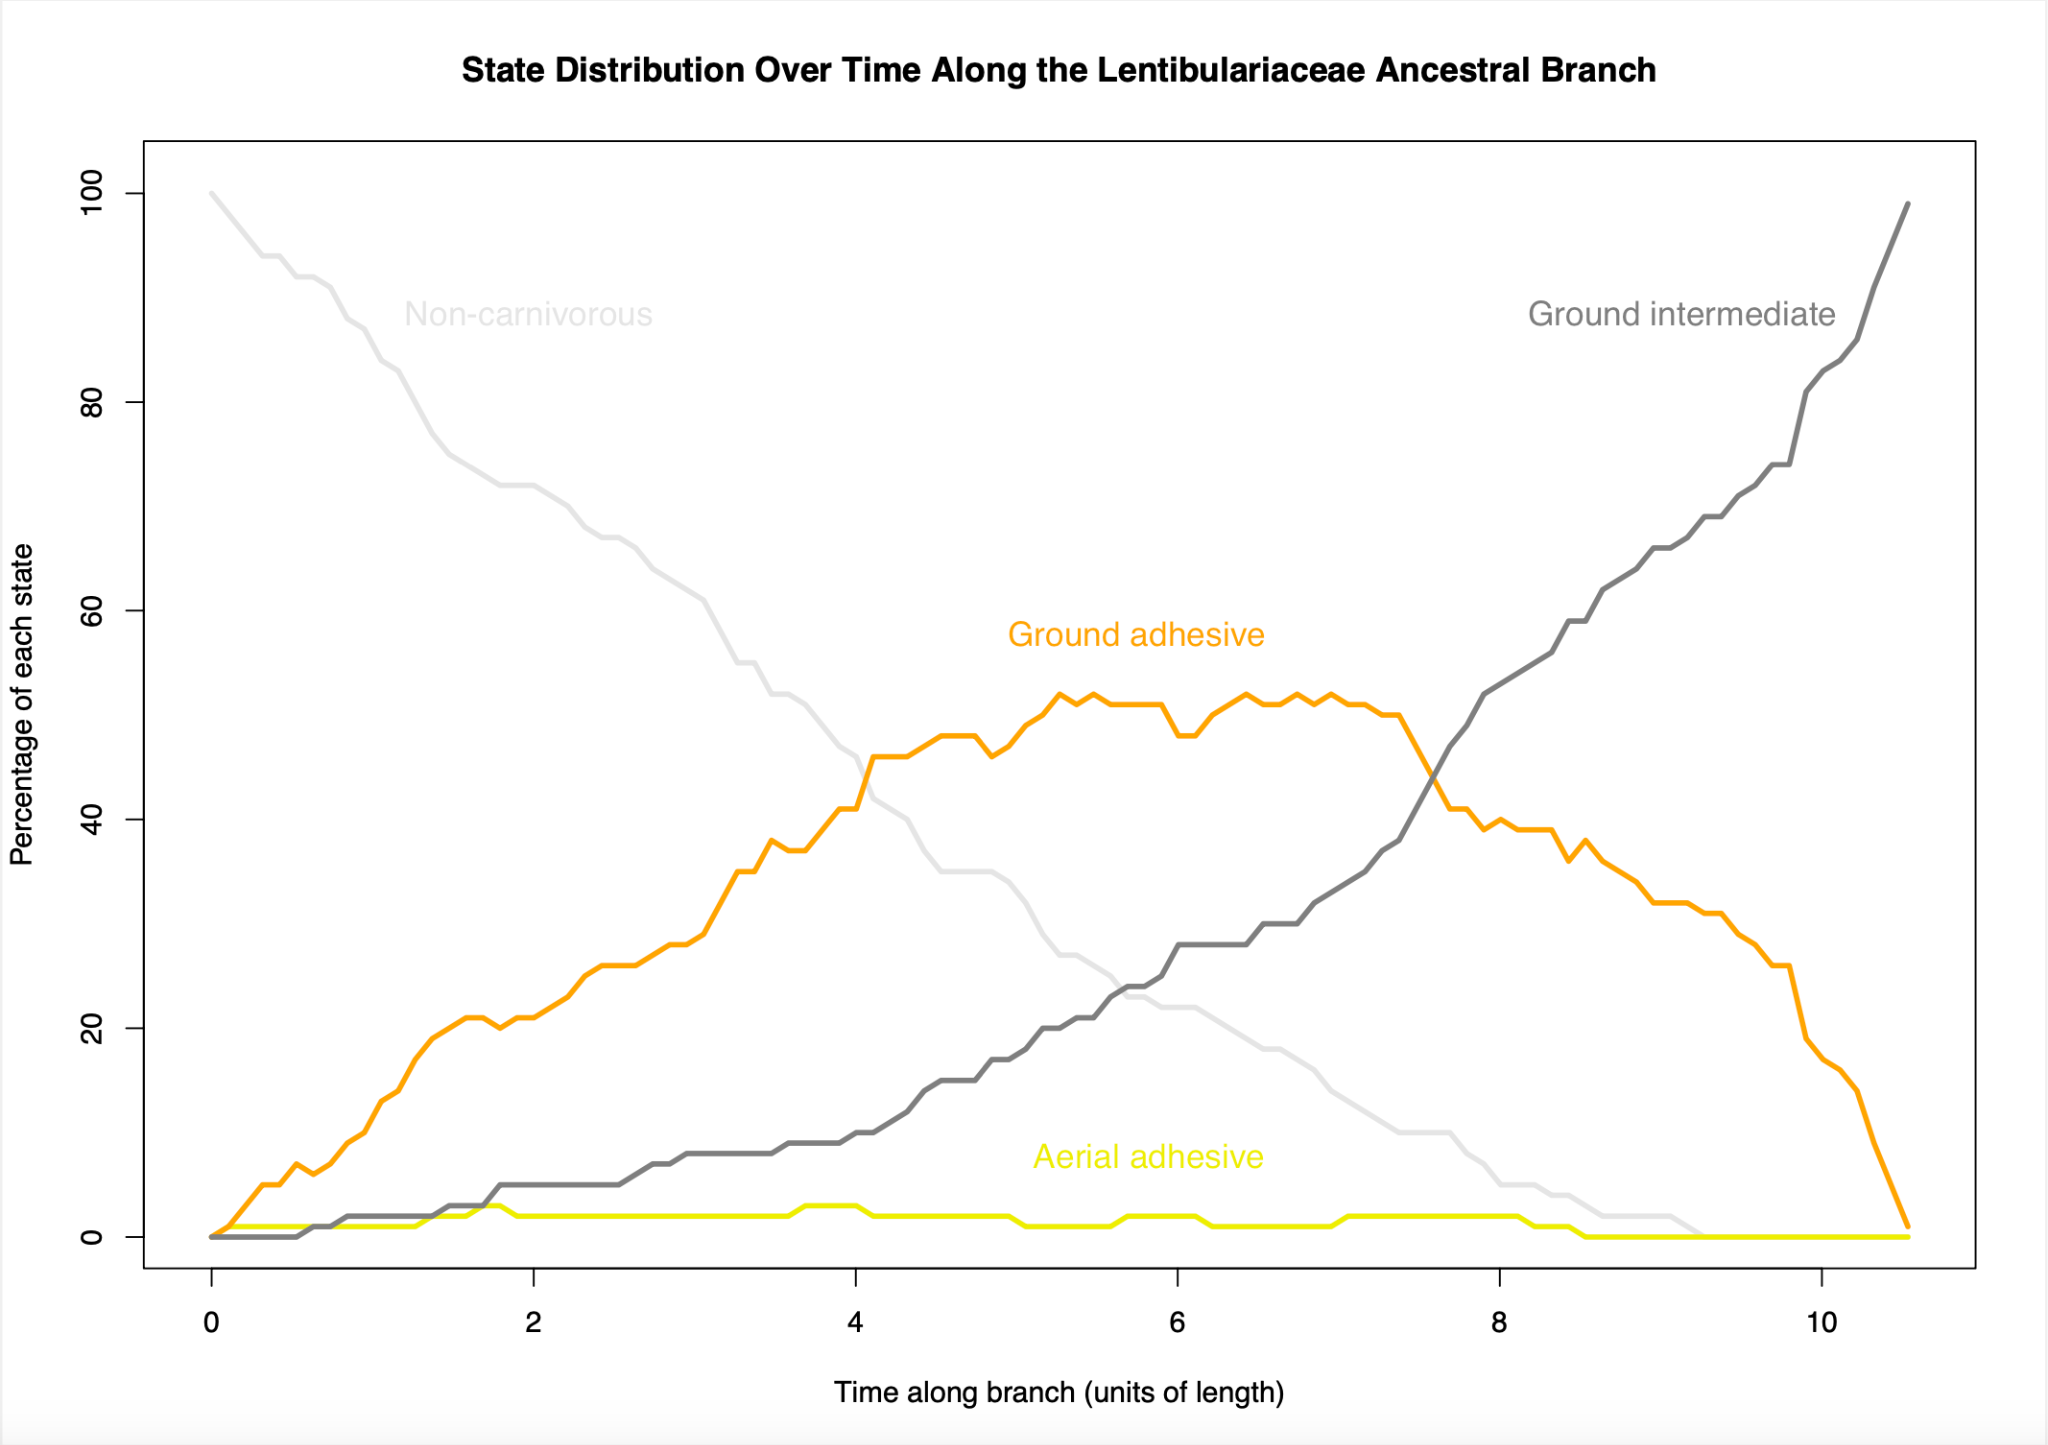 State Distribution Over Time Along the Lentibulariaceae Ancestral Branch
Percentage of each state
100
80
60
40
20
0
Non-carnivorous
Ground intermediate
Ground adhesive
Aerial adhesive
0 2 4 6 8 10
Time along branch (units of length)